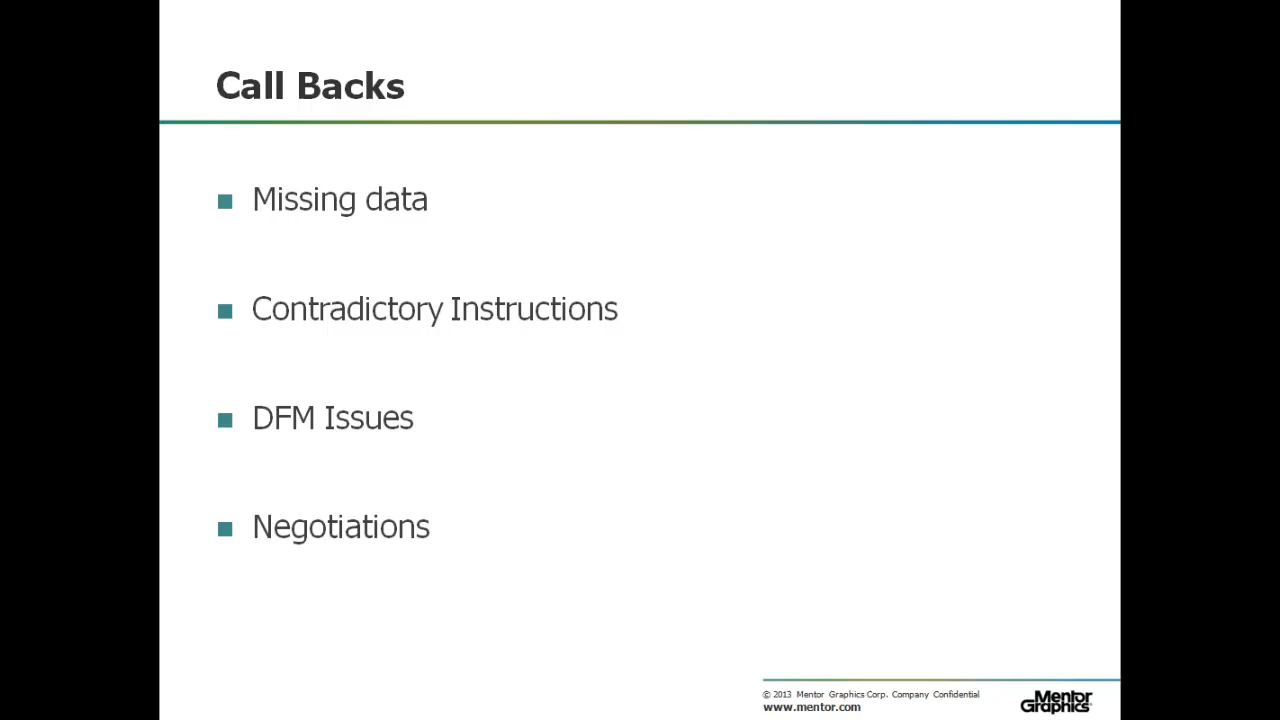 Call Backs
Missing data
Contradictory Instructions
DFM Issues
Negotiations
© 2013 Mentor Graphics Corp. Company Confidential
www.mentor.com
Mentor
Graphics